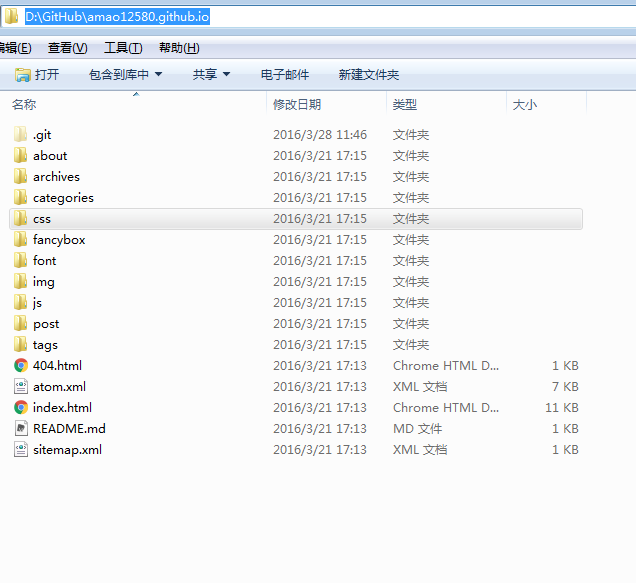 D:\GitHub\amao12580.github.io
编辑(E) 查看(V) 工具(T) 帮助(H)
打开 包含到库中 共享 电子邮件 新建文件夹
名称 修改日期 类型 大小
.git 2016/3/28 11:46 文件夹
about 2016/3/21 17:15 文件夹
archives 2016/3/21 17:15 文件夹
categories 2016/3/21 17:15 文件夹
css 2016/3/21 17:15 文件夹
fancybox 2016/3/21 17:15 文件夹
font 2016/3/21 17:15 文件夹
img 2016/3/21 17:15 文件夹
js 2016/3/21 17:15 文件夹
post 2016/3/21 17:15 文件夹
tags 2016/3/21 17:15 文件夹
404.html 2016/3/21 17:13 Chrome HTML D... 1 KB
atom.xml 2016/3/21 17:13 XML 文档 7 KB
index.html 2016/3/21 17:13 Chrome HTML D... 11 KB
README.md 2016/3/21 17:13 MD 文件 1 KB
sitemap.xml 2016/3/21 17:13 XML 文档 1 KB